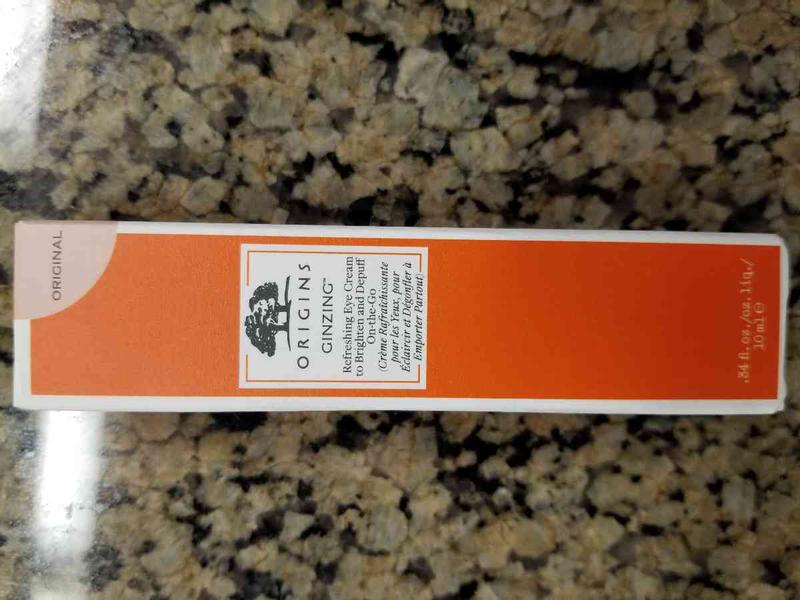 ORIGINAL
ORIGINS
GINZING™
Refreshing Eye Cream
to Brighten and Depuff
On-the-Go
(Crème Rafraîchissante
pour les Yeux, pour
Éclaircir et Dégonfler à
Emporter Partout)
.34 fl. oz./oz. liq./
10 ml ℮